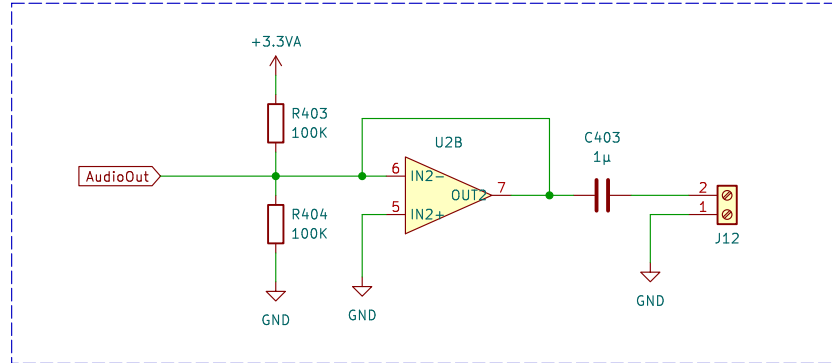 +3.3VA
R403
100K
U2B
C403
1µ
AudioOut
6
IN2-
OUT2
7
2
5
IN2+
1
R404
100K
J12
GND
GND
GND